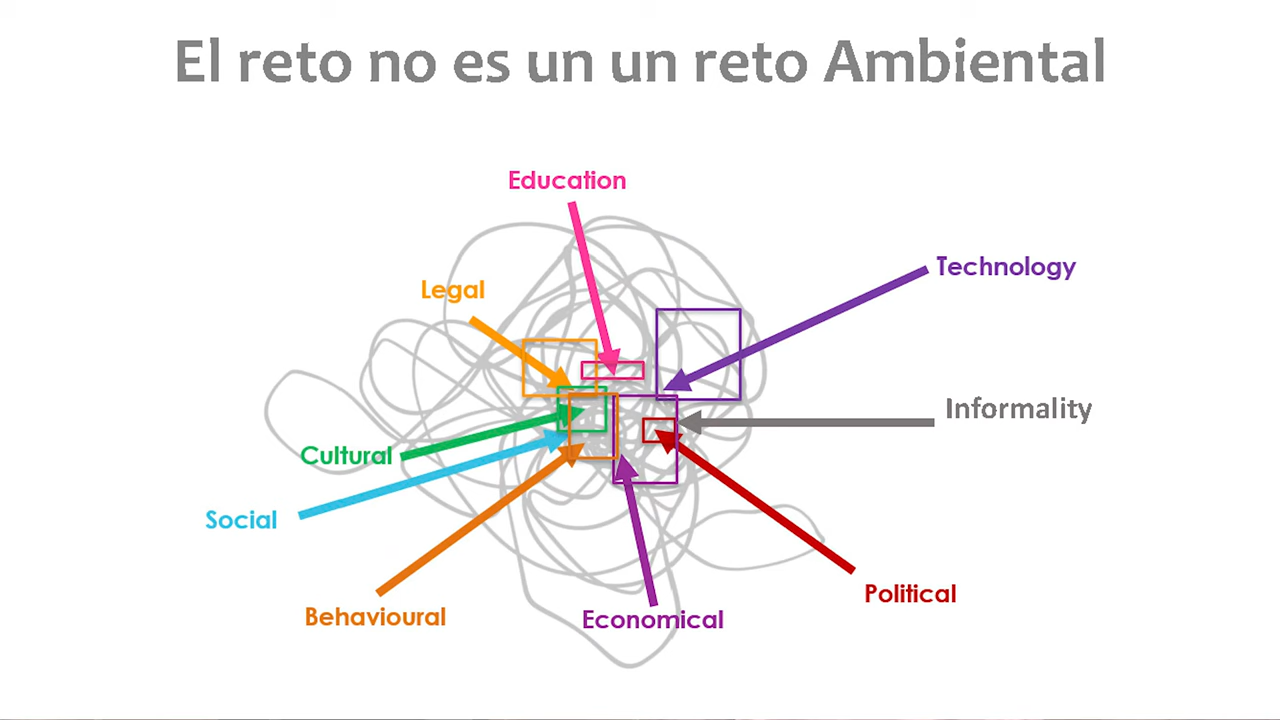 El reto no es un un reto Ambiental
Education
Technology
Legal
Informality
Cultural
Social
Political
Behavioural
Economical